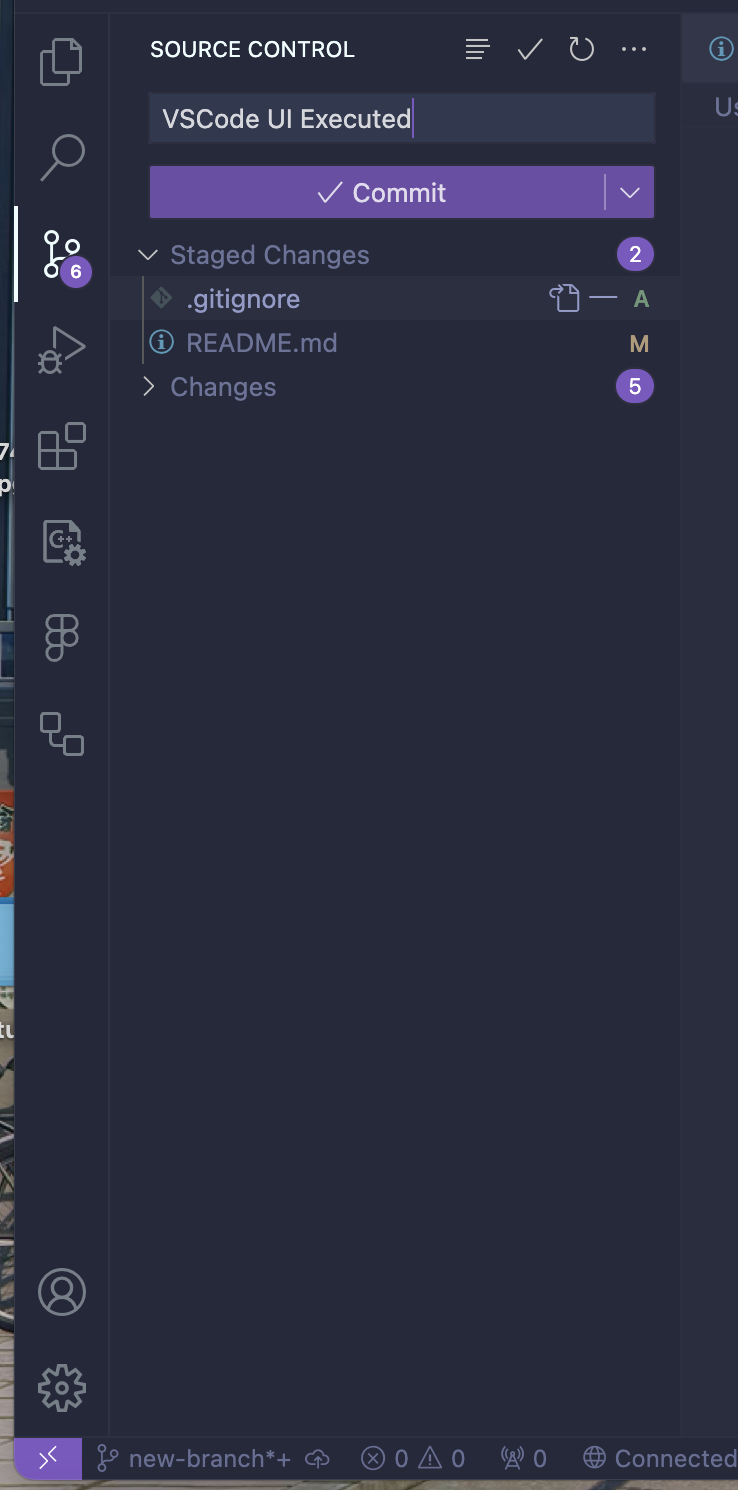 SOURCE CONTROL
VSCode UI Executed
Commit
Staged Changes 2
.gitignore A
6
README.md M
Changes 5
C++
new-branch*+ 0 0 0 Connected